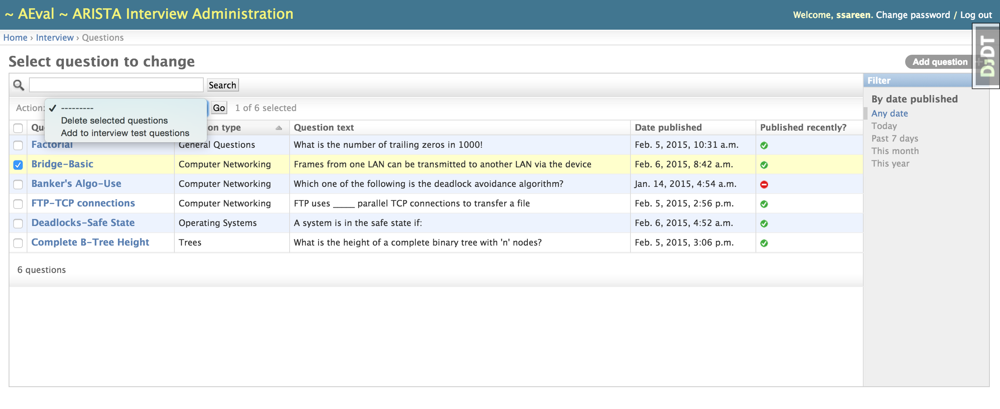 ~ AEval ~ ARISTA Interview Administration
Welcome, ssareen. Change password / Log out
Home › Interview › Questions
DjDT
Select question to change
Add question +
Search
Filter
Action: ✓ ---------
Go 1 of 6 selected
Delete selected questions
Add to interview test questions
By date published
Any date
Today
Past 7 days
This month
This year
type Question text Date published Published recently?
Factorial General Questions What is the number of trailing zeros in 1000! Feb. 5, 2015, 10:31 a.m.
Bridge-Basic Computer Networking Frames from one LAN can be transmitted to another LAN via the device Feb. 6, 2015, 8:42 a.m.
Banker's Algo-Use Computer Networking Which one of the following is the deadlock avoidance algorithm? Jan. 14, 2015, 4:54 a.m.
FTP-TCP connections Computer Networking FTP uses _____ parallel TCP connections to transfer a file Feb. 5, 2015, 2:56 p.m.
Deadlocks-Safe State Operating Systems A system is in the safe state if: Feb. 6, 2015, 4:52 a.m.
Complete B-Tree Height Trees What is the height of a complete binary tree with 'n' nodes? Feb. 5, 2015, 3:06 p.m.
6 questions